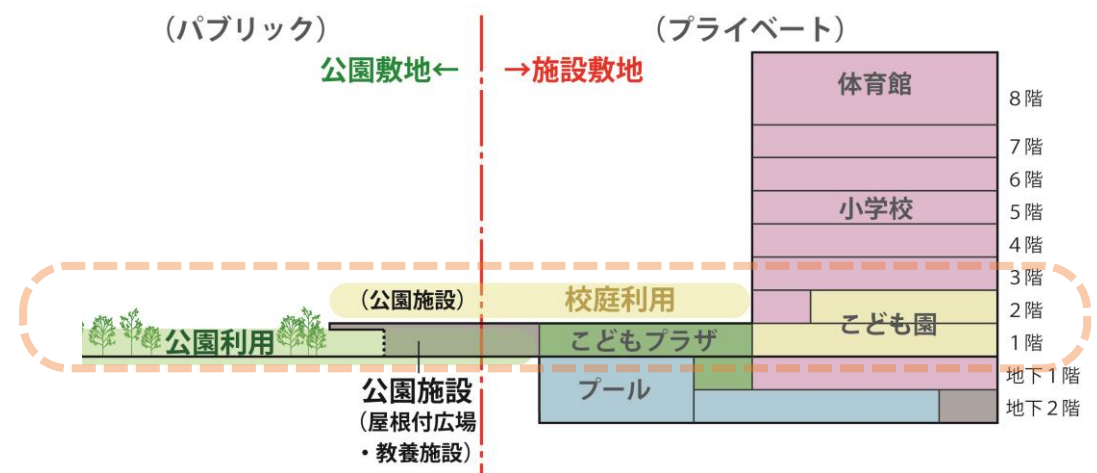 （パブリック）
（プライベート）
公園敷地←
→施設敷地
体育館
8階
7階
6階
小学校
5階
4階
3階
（公園施設）
校庭利用
2階
こども園
公園利用
こどもプラザ
1階
公園施設
（屋根付広場
・教養施設）
プール
地下1階
地下2階